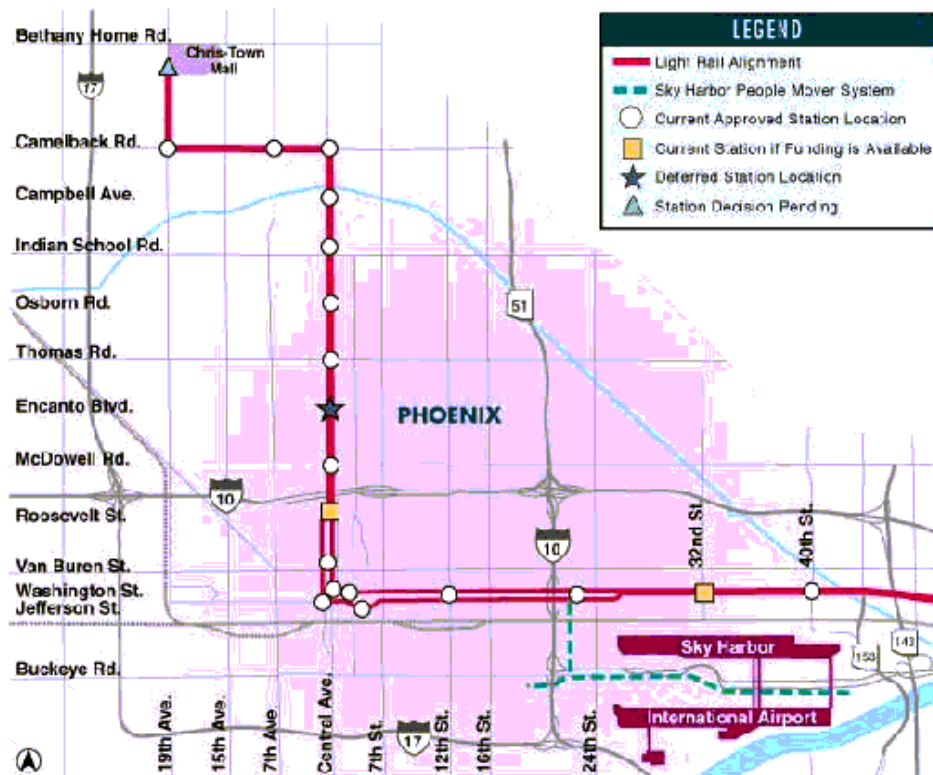 Bethany Home Rd.
Chris-Town
Mall
17
Camelback Rd.
Campbell Ave.
Indian School Rd.
Osborn Rd.
Thomas Rd.
Encanto Blvd.
McDowell Rd.
Roosevelt St.
Van Buren St.
Washington St.
Jefferson St.
Buckeye Rd.
LEGEND
Light Rail Alignment
Sky Harbor People Mover System
Current Approved Station Location
Current Station if Funding is Available
Deferred Station Location
Station Decision Pending
51
PHOENIX
10
10
32nd St.
40th St.
153
143
Sky Harbor
International Airport
17
19th Ave.
15th Ave.
7th Ave
Central Ave.
7th St.
12th St.
16th St.
24th St.